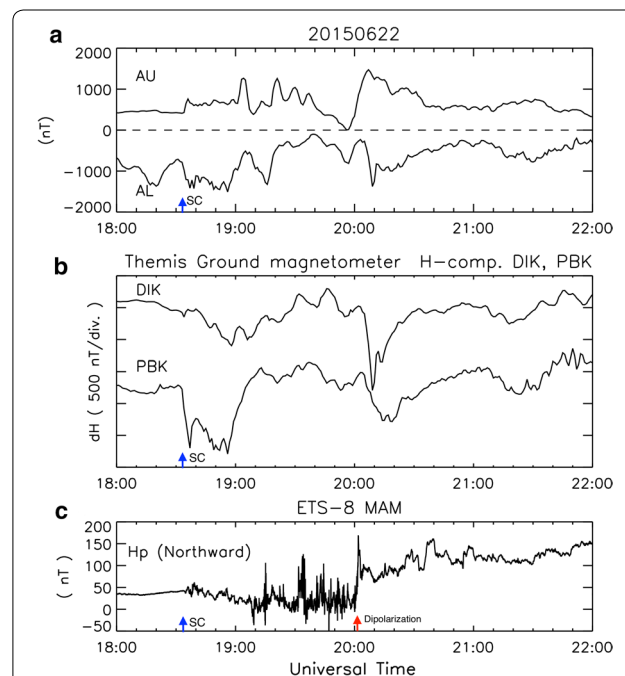 a
20150622
2000
1000
0
−1000
−2000
(nT)
AU
AL
SC
18:00 19:00 20:00 21:00 22:00
b
Themis Ground magnetometer H−comp. DIK, PBK
dH ( 500 nT/div. )
DIK
PBK
SC
18:00 19:00 20:00 21:00 22:00
c
ETS−8 MAM
200
150
100
50
0
−50
( nT )
Hp (Northward)
SC
Dipolarization
18:00 19:00 20:00 21:00 22:00
Universal Time